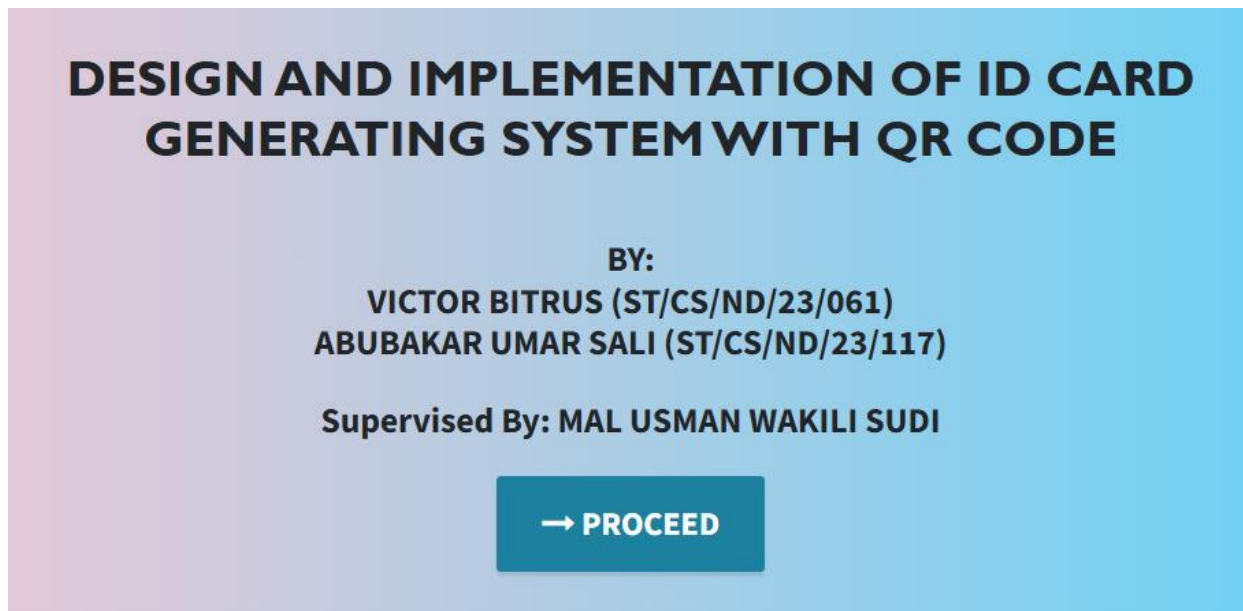 DESIGN AND IMPLEMENTATION OF ID CARD
GENERATING SYSTEM WITH QR CODE
BY:
VICTOR BITRUS (ST/CS/ND/23/061)
ABUBAKAR UMAR SALI (ST/CS/ND/23/117)
Supervised By: MAL USMAN WAKILI SUDI
→ PROCEED